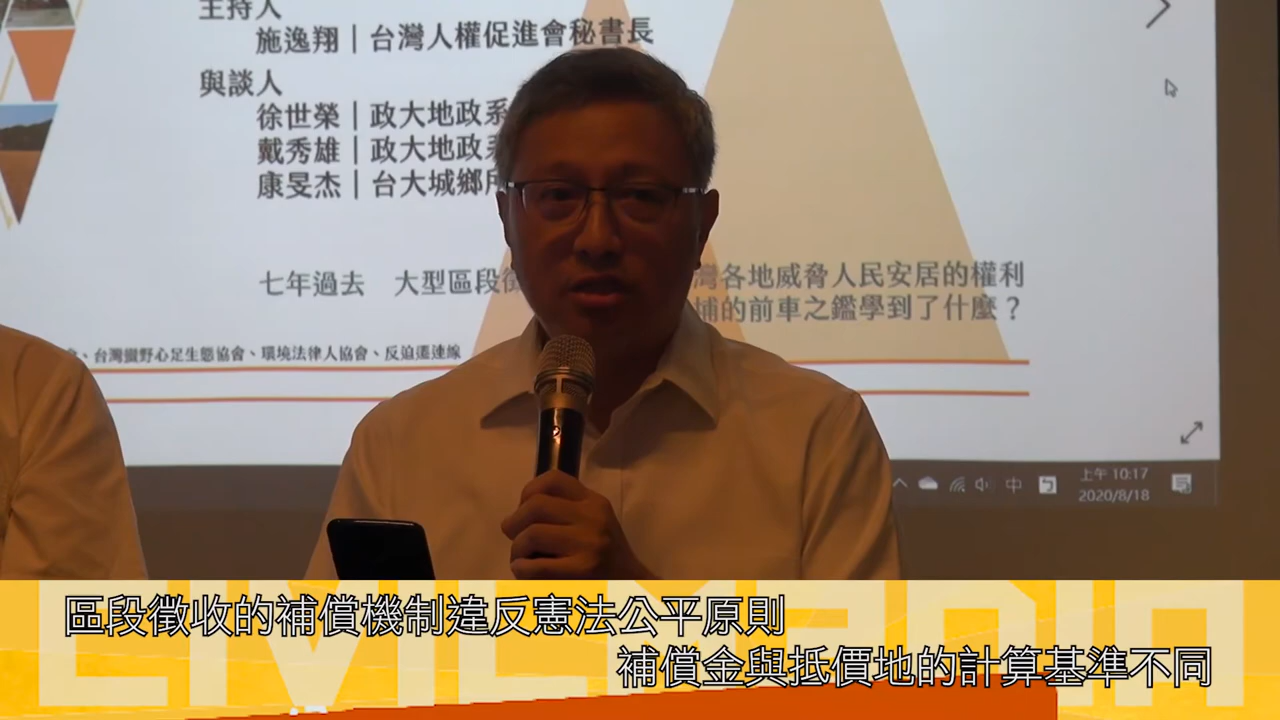 主持人
施逸翔｜台灣人權促進會秘書長
與談人
徐世榮｜政大地政系
戴秀雄｜政大地政系
康旻杰｜台大城鄉所
七年過去 大型區段徵 灣各地威脅人民安居的權利
埔的前車之鑑學到了什麼？
、台灣蠻野心足生態協會、環境法律人協會、反迫遷連線
中
上午 10:17
2020/8/18
區段徵收的補償機制違反憲法公平原則
補償金與抵價地的計算基準不同